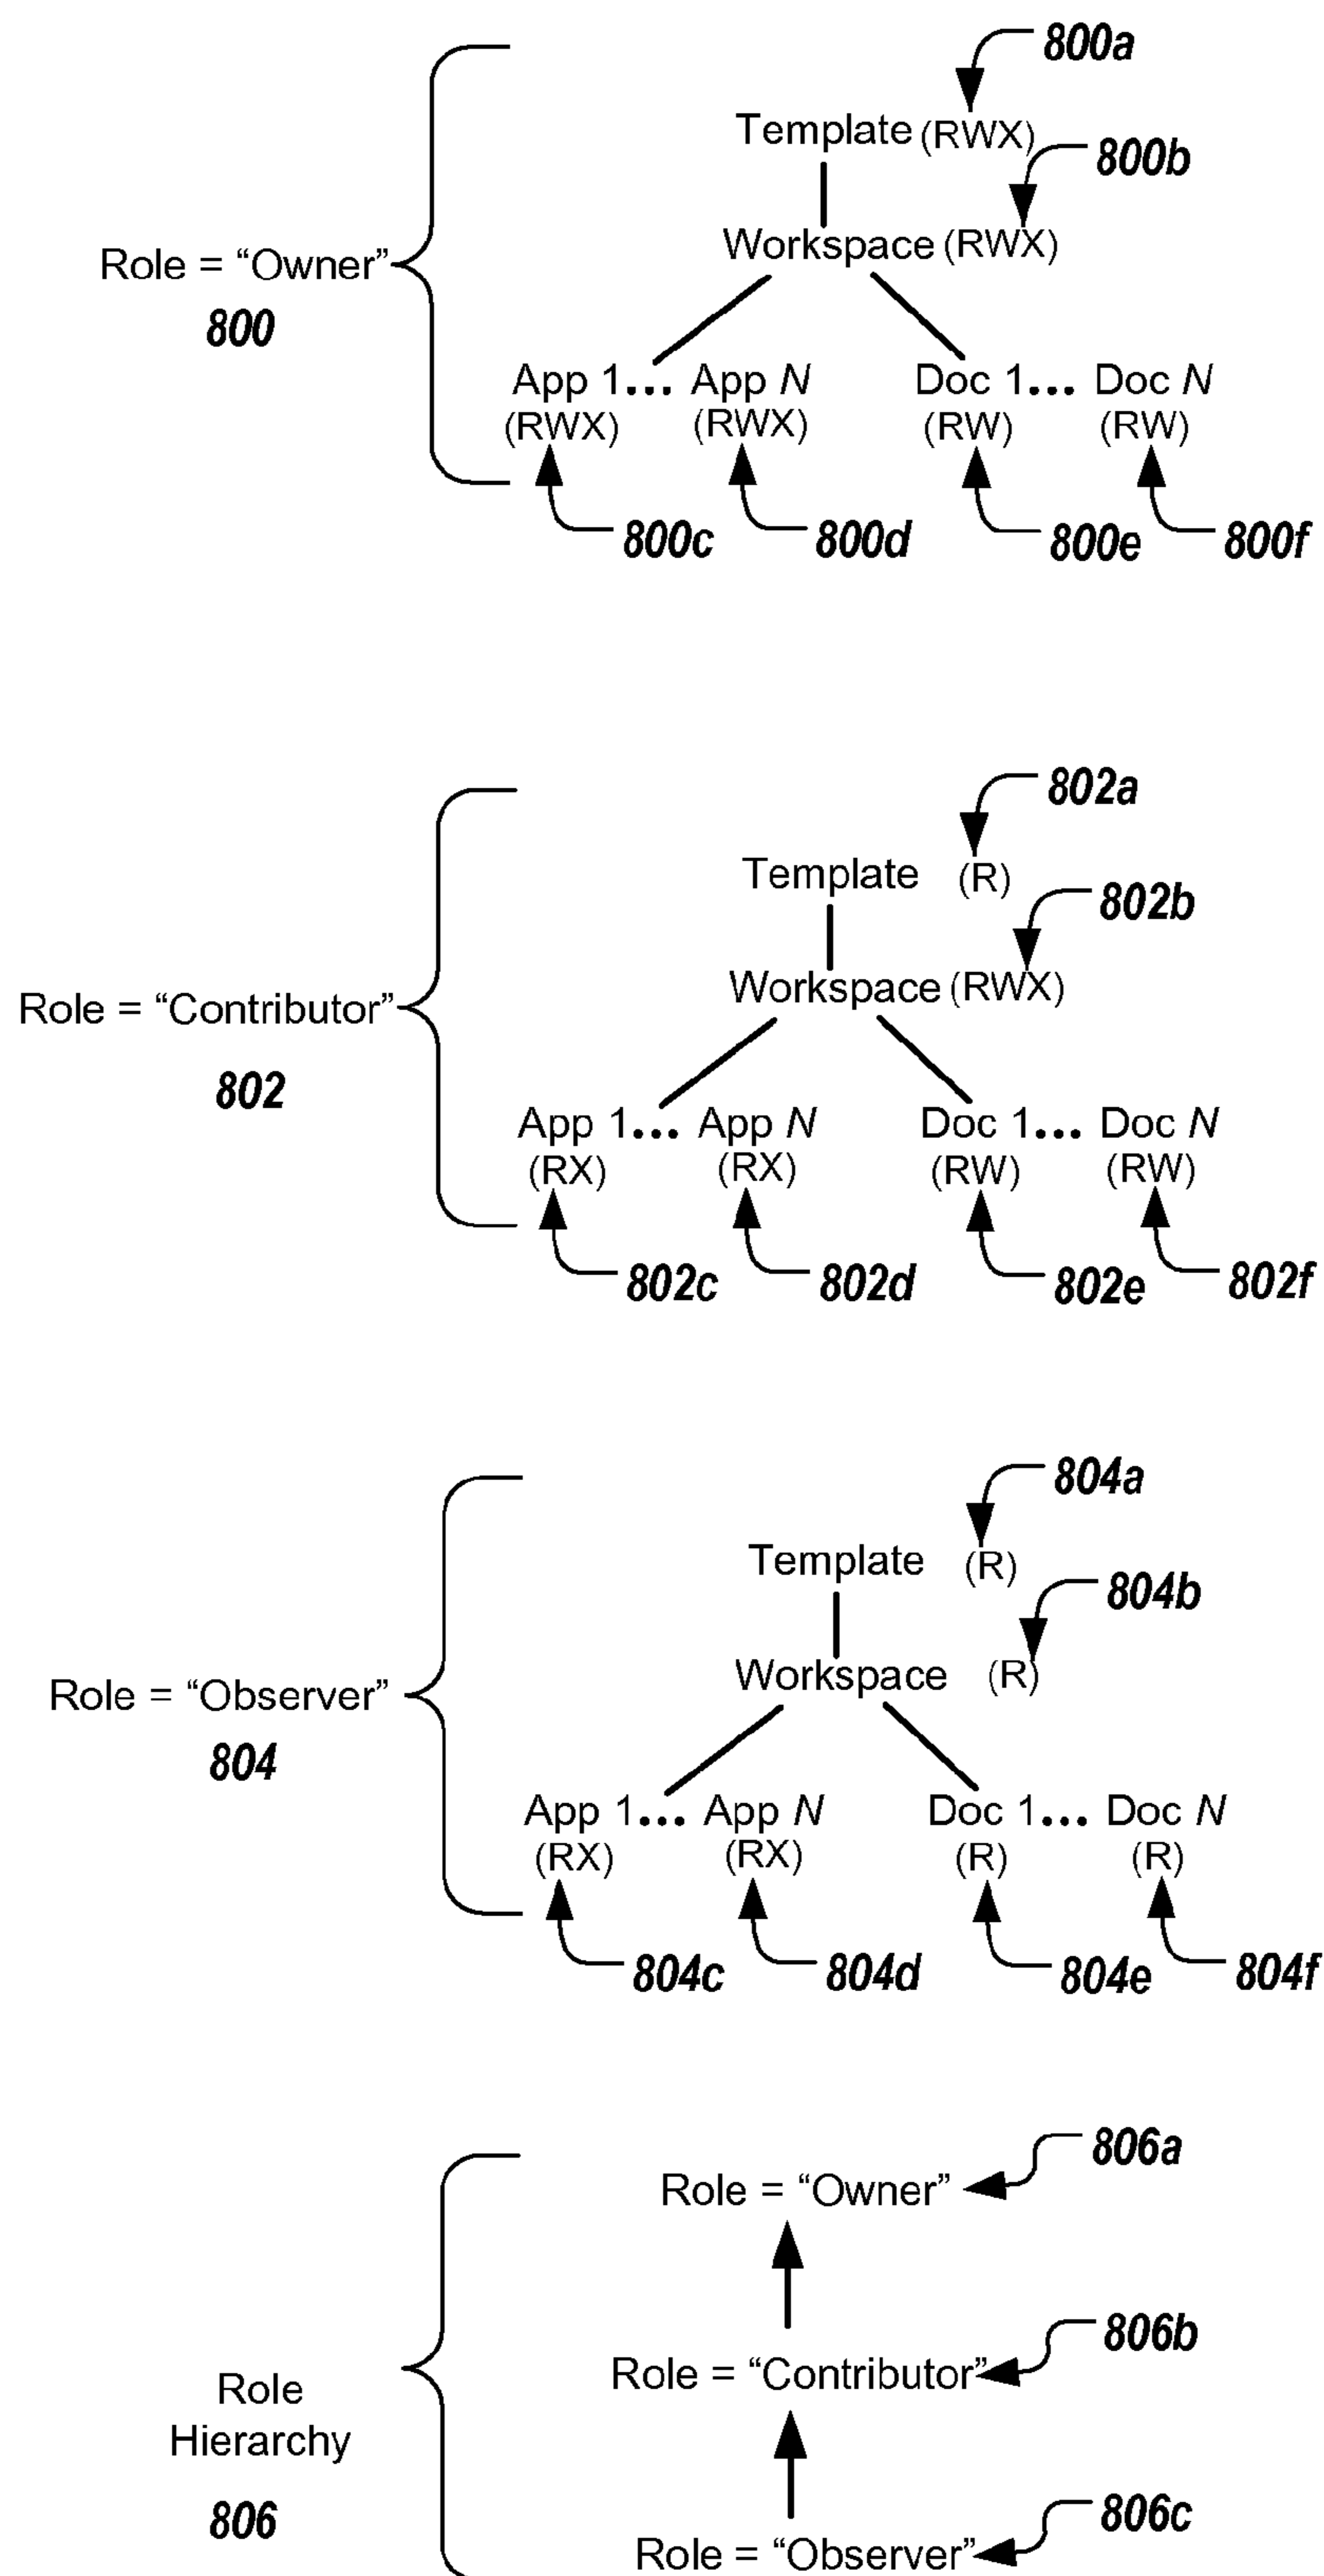 800a
Template (RWX)
800b
Role = “Owner”
800
Workspace (RWX)
App 1... App N
Doc 1... Doc N
(RWX) (RWX) (RW) (RW)
800c 800d 800e 800f
802a
Template (R)
802b
Role = “Contributor”
802
Workspace (RWX)
App 1... App N
Doc 1... Doc N
(RX) (RX) (RW) (RW)
802c 802d 802e 802f
804a
Template (R)
804b
Role = “Observer”
804
Workspace (R)
App 1... App N
Doc 1... Doc N
(RX) (RX) (R) (R)
804c 804d 804e 804f
806a
Role = “Owner”
806b
Role = “Contributor”
Role
Hierarchy
806
806c
Role = “Observer”